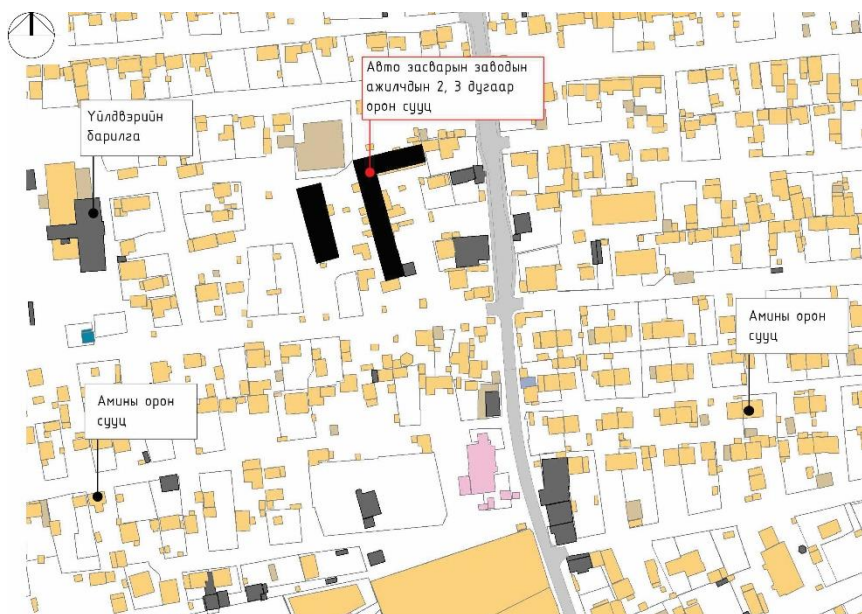 Авто засварын заводын
ажилчдын 2, 3 дугаар
орон сууц
Үйлдвэрийн
барилга
Амины орон
сууц
Амины орон
сууц